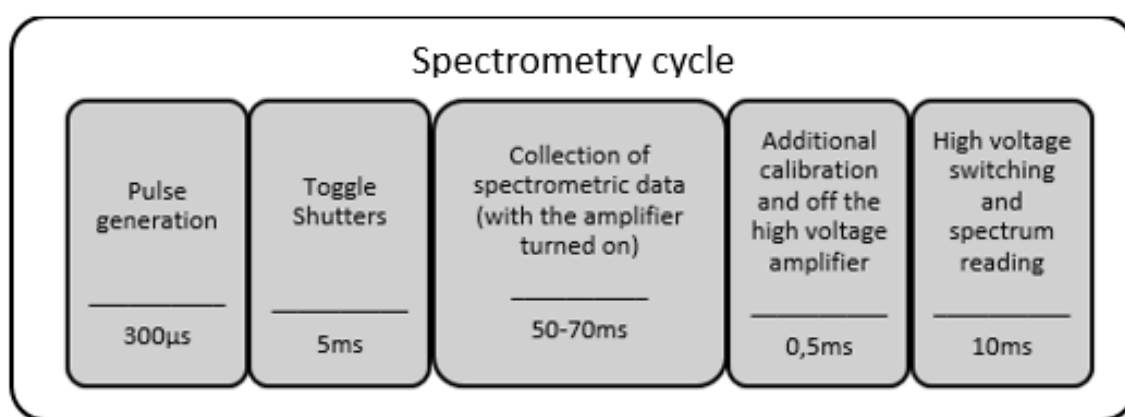 Spectrometry cycle
Pulse
generation
300µs
Toggle
Shutters
5ms
Collection of
spectrometric data
(with the amplifier
turned on)
50-70ms
Additional
calibration
and off the
high voltage
amplifier
0,5ms
High voltage
switching
and
spectrum
reading
10ms